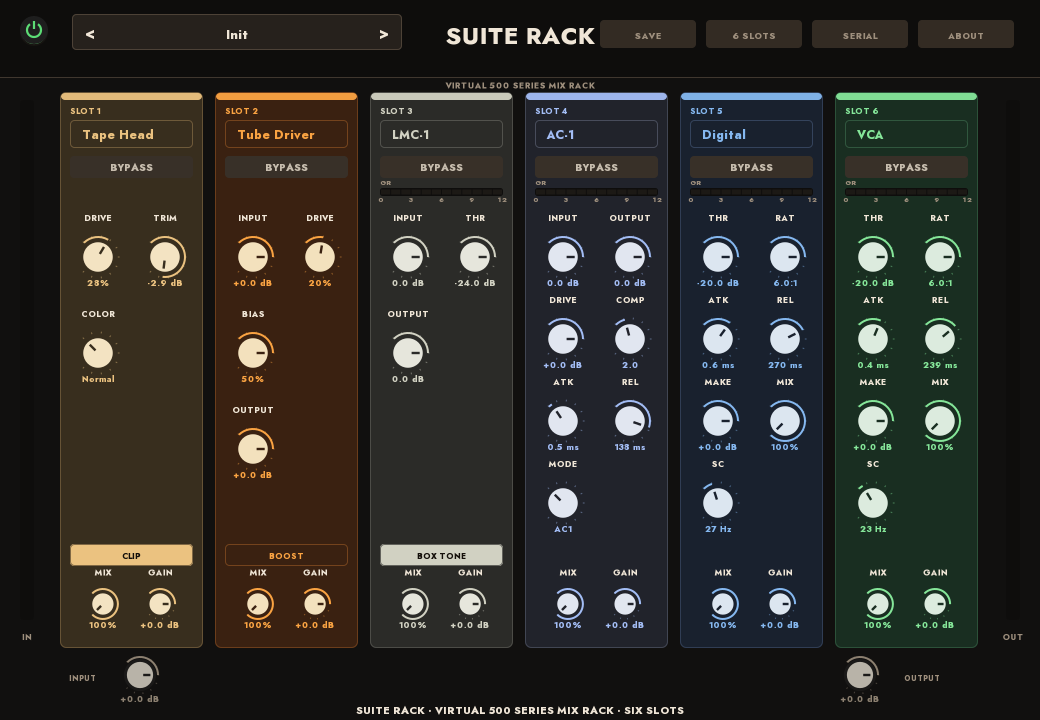 < Init >
SUITE RACK
SAVE
6 SLOTS
SERIAL
ABOUT
VIRTUAL 500 SERIES MIX RACK
SLOT 1
Tape Head
BYPASS
DRIVE TRIM
28% -2.9 dB
COLOR
Normal
CLIP
MIX GAIN
100% +0.0 dB
SLOT 2
Tube Driver
BYPASS
INPUT DRIVE
+0.0 dB 20%
BIAS
50%
OUTPUT
+0.0 dB
BOOST
MIX GAIN
100% +0.0 dB
SLOT 3
LMC-1
BYPASS
GR
0 3 6 9 12
INPUT THR
0.0 dB -24.0 dB
OUTPUT
0.0 dB
BOX TONE
MIX GAIN
100% +0.0 dB
SLOT 4
AC-1
BYPASS
GR
0 3 6 9 12
INPUT OUTPUT
0.0 dB 0.0 dB
DRIVE COMP
+0.0 dB 2.0
ATK REL
0.5 ms 138 ms
MODE
AC1
MIX GAIN
100% +0.0 dB
SLOT 5
Digital
BYPASS
GR
0 3 6 9 12
THR RAT
-20.0 dB 6.0:1
ATK REL
0.6 ms 270 ms
MAKE MIX
+0.0 dB 100%
SC
27 Hz
MIX GAIN
100% +0.0 dB
SLOT 6
VCA
BYPASS
GR
0 3 6 9 12
THR RAT
-20.0 dB 6.0:1
ATK REL
0.4 ms 239 ms
MAKE MIX
+0.0 dB 100%
SC
23 Hz
MIX GAIN
100% +0.0 dB
IN
OUT
INPUT
+0.0 dB
OUTPUT
+0.0 dB
SUITE RACK · VIRTUAL 500 SERIES MIX RACK · SIX SLOTS